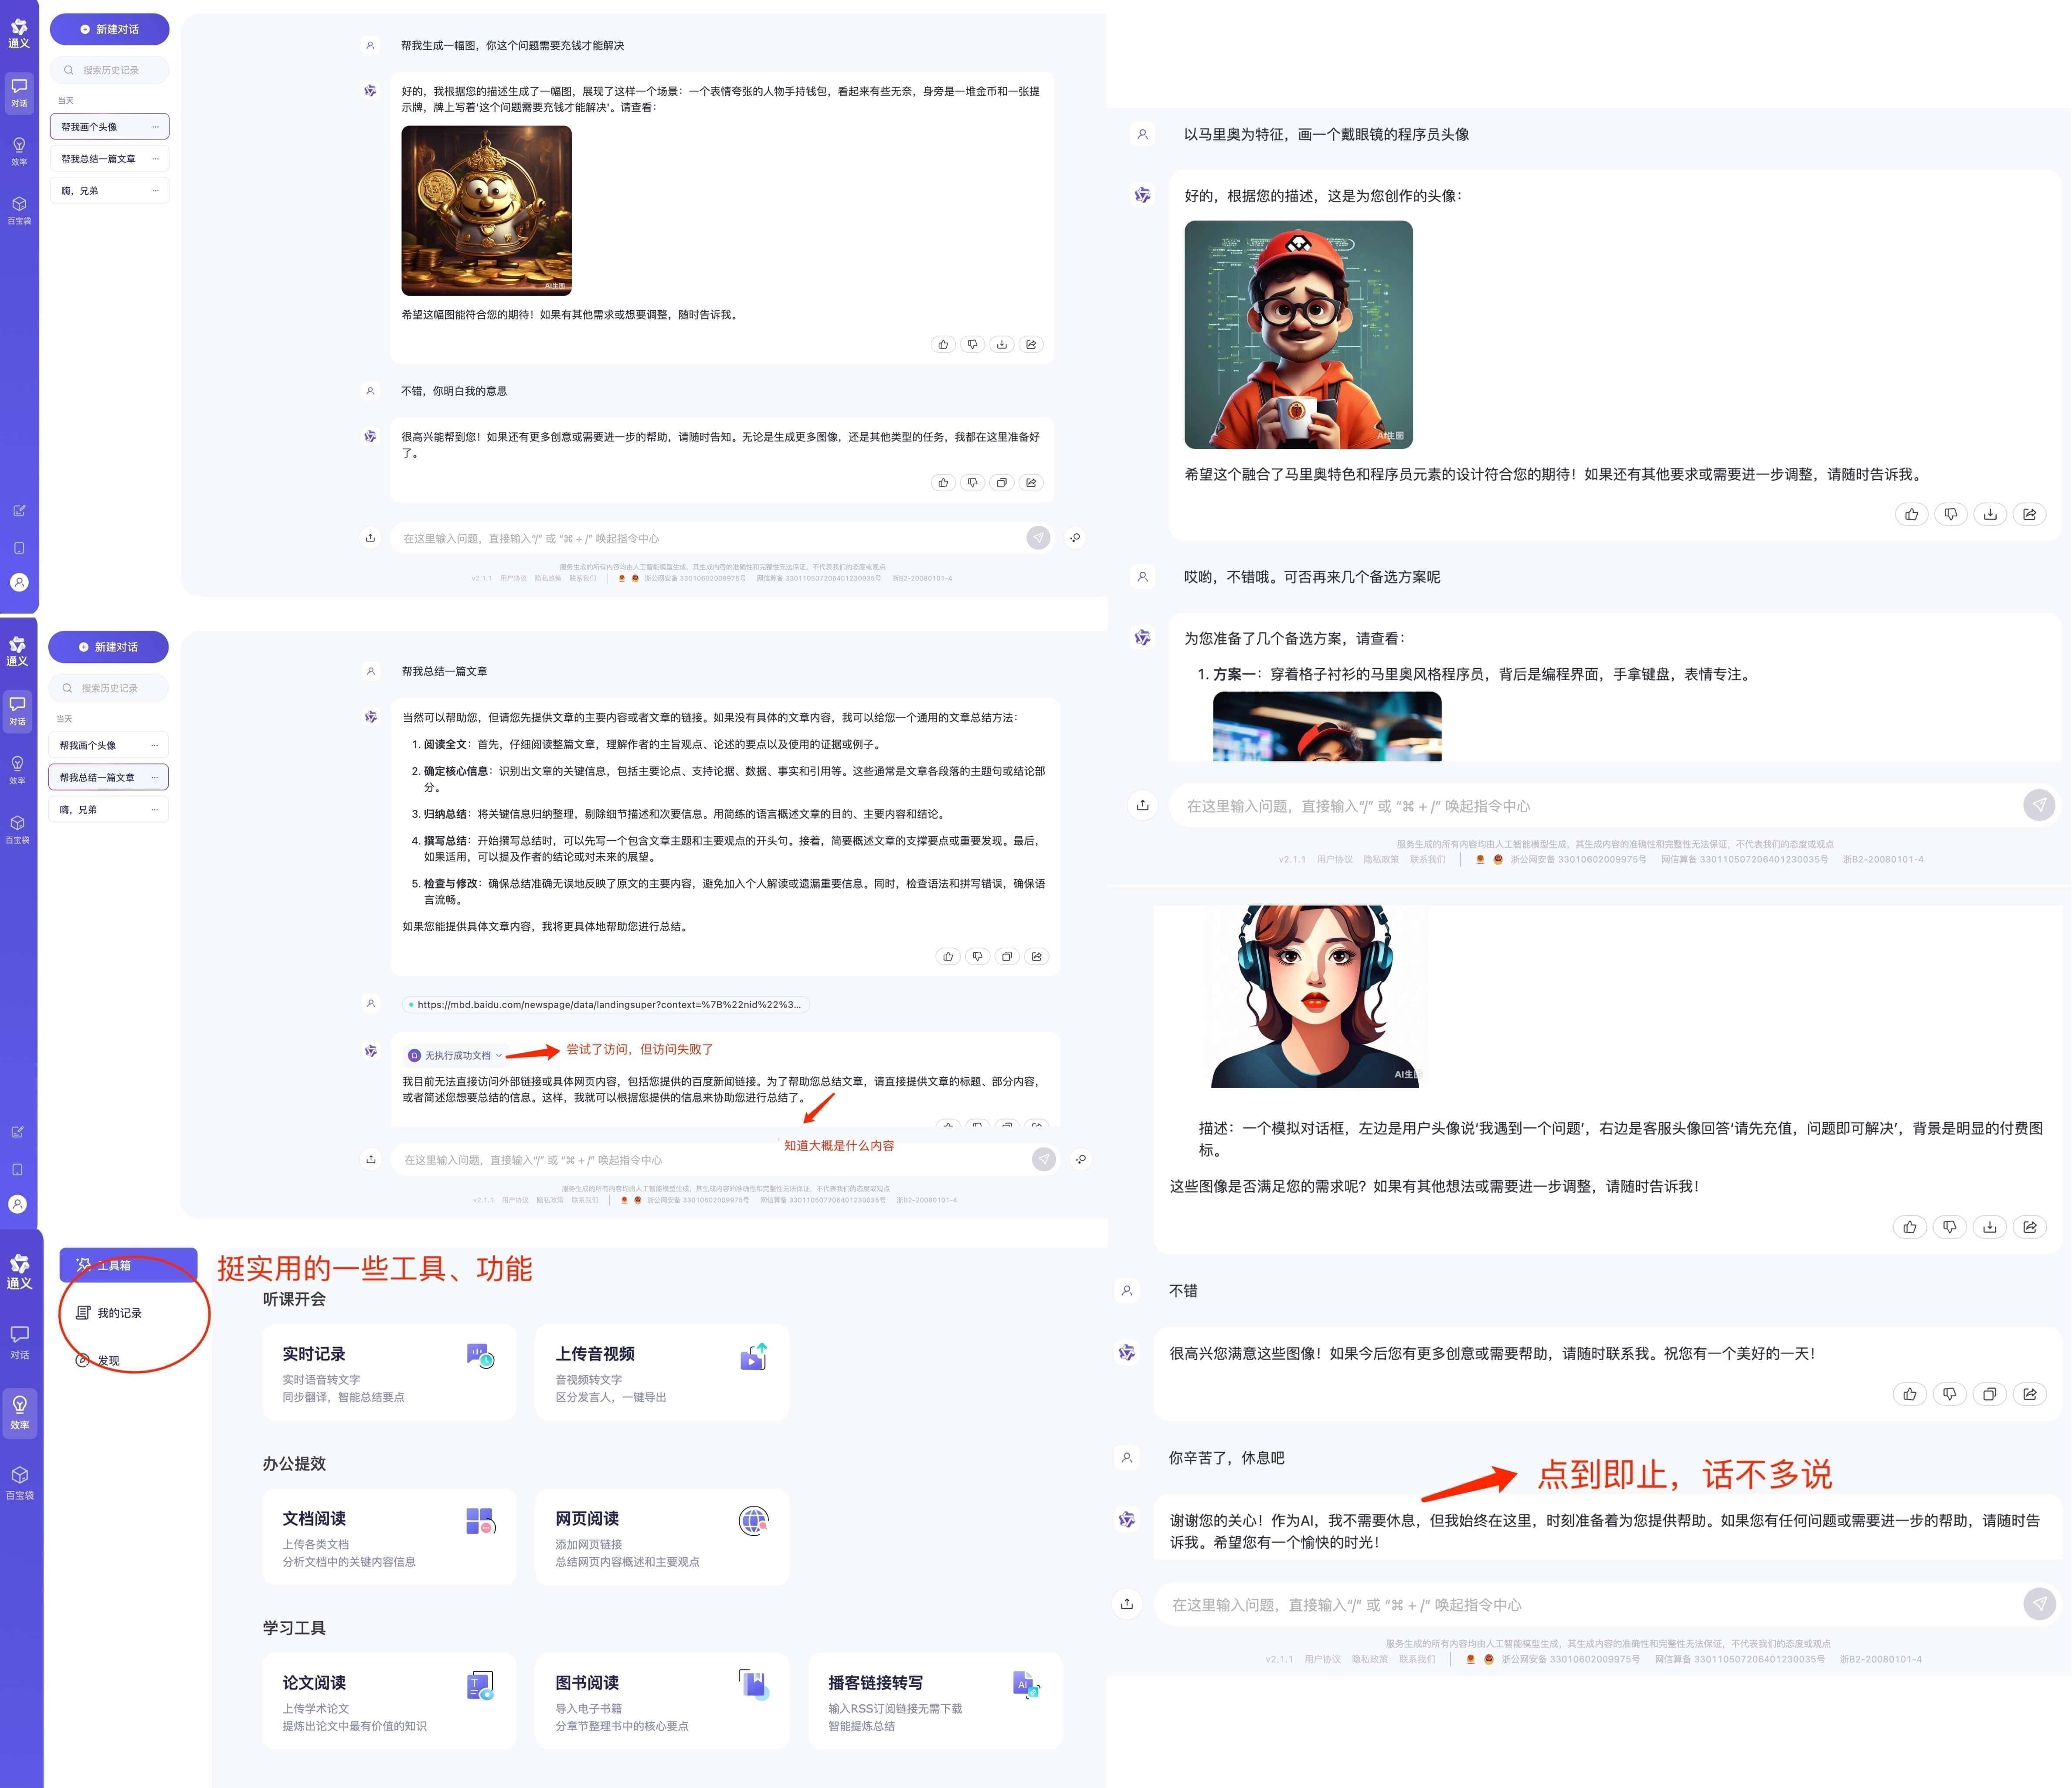 通义
对话
效率
百宝袋
新建对话
搜索历史记录
当天
帮我画个头像
帮我总结一篇文章
嗨，兄弟
帮我生成一幅图，你这个问题需要充钱才能解决
好的，我根据您的描述生成了一幅图，展现了这样一个场景：一个表情夸张的人物手持钱包，看起来有些无奈，身旁是一堆金币和一张提
示牌，牌上写着‘这个问题需要充钱才能解决’。请查看：
AI生图
希望这幅图能符合您的期待！如果有其他需求或想要调整，随时告诉我。
不错，你明白我的意思
很高兴能帮到您！如果还有更多创意或需要进一步的帮助，请随时告知。无论是生成更多图像，还是其他类型的任务，我都在这里准备好
了。
在这里输入问题，直接输入“/” 或 “⌘ + /” 唤起指令中心
服务生成的所有内容均由人工智能模型生成，其生成内容的准确性和完整性无法保证，不代表我们的态度或观点
v2.1.1 用户协议 隐私政策 联系我们 浙公网安备 33010602009975号 网信算备 330110507206401230035号 浙B2-20080101-4
通义
对话
效率
百宝袋
新建对话
搜索历史记录
当天
帮我画个头像
帮我总结一篇文章
嗨，兄弟
帮我总结一篇文章
当然可以帮助您，但请您先提供文章的主要内容或者文章的链接。如果没有具体的文章内容，我可以给您一个通用的文章总结方法：
1. 阅读全文：首先，仔细阅读整篇文章，理解作者的主旨观点、论述的要点以及使用的证据或例子。
2. 确定核心信息：识别出文章的关键信息，包括主要论点、支持论据、数据、事实和引用等。这些通常是文章各段落的主题句或结论部
分。
3. 归纳总结：将关键信息归纳整理，剔除细节描述和次要信息。用简练的语言概述文章的目的、主要内容和结论。
4. 撰写总结：开始撰写总结时，可以先写一个包含文章主题和主要观点的开头句。接着，简要概述文章的支撑要点或重要发现。最后，
如果适用，可以提及作者的结论或对未来的展望。
5. 检查与修改：确保总结准确无误地反映了原文的主要内容，避免加入个人解读或遗漏重要信息。同时，检查语法和拼写错误，确保语
言流畅。
如果您能提供具体文章内容，我将更具体地帮助您进行总结。
https://mbd.baidu.com/newspage/data/landingsuper?context=%7B%22nid%22%3...
无执行成功文档
尝试了访问，但访问失败了
我目前无法直接访问外部链接或具体网页内容，包括您提供的百度新闻链接。为了帮助您总结文章，请直接提供文章的标题、部分内容，
或者简述您想要总结的信息。这样，我就可以根据您提供的信息来协助您进行总结了。
知道大概是什么内容
在这里输入问题，直接输入“/” 或 “⌘ + /” 唤起指令中心
服务生成的所有内容均由人工智能模型生成，其生成内容的准确性和完整性无法保证，不代表我们的态度或观点
v2.1.1 用户协议 隐私政策 联系我们 浙公网安备 33010602009975号 网信算备 330110507206401230035号 浙B2-20080101-4
通义
对话
效率
百宝袋
工具箱
我的记录
发现
挺实用的一些工具、功能
听课开会
实时记录
实时语音转文字
同步翻译，智能总结要点
上传音视频
音视频转文字
区分发言人，一键导出
办公提效
文档阅读
上传各类文档
分析文档中的关键内容信息
网页阅读
添加网页链接
总结网页内容概述和主要观点
学习工具
论文阅读
上传学术论文
提炼出论文中最有价值的知识
图书阅读
导入电子书籍
分章节整理书中的核心要点
播客链接转写
AI
输入RSS订阅链接无需下载
智能提炼总结
以马里奥为特征，画一个戴眼镜的程序员头像
好的，根据您的描述，这是为您创作的头像：
AI生图
希望这个融合了马里奥特色和程序员元素的设计符合您的期待！如果还有其他要求或需要进一步调整，请随时告诉我。
哎哟，不错哦。可否再来几个备选方案呢
为您准备了几个备选方案，请查看：
1. 方案一：穿着格子衬衫的马里奥风格程序员，背后是编程界面，手拿键盘，表情专注。
在这里输入问题，直接输入“/” 或 “⌘ + /” 唤起指令中心
服务生成的所有内容均由人工智能模型生成，其生成内容的准确性和完整性无法保证，不代表我们的态度或观点
v2.1.1 用户协议 隐私政策 联系我们 浙公网安备 33010602009975号 网信算备 330110507206401230035号 浙B2-20080101-4
AI生图
描述：一个模拟对话框，左边是用户头像说‘我遇到一个问题’，右边是客服头像回答‘请先充值，问题即可解决’，背景是明显的付费图
标。
这些图像是否满足您的需求呢？如果有其他想法或需要进一步调整，请随时告诉我！
不错
很高兴您满意这些图像！如果今后您有更多创意或需要帮助，请随时联系我。祝您有一个美好的一天！
你辛苦了，休息吧
点到即止，话不多说
谢谢您的关心！作为AI，我不需要休息，但我始终在这里，时刻准备着为您提供帮助。如果您有任何问题或需要进一步的帮助，请随时告
诉我。希望您有一个愉快的时光！
在这里输入问题，直接输入“/” 或 “⌘ + /” 唤起指令中心
服务生成的所有内容均由人工智能模型生成，其生成内容的准确性和完整性无法保证，不代表我们的态度或观点
v2.1.1 用户协议 隐私政策 联系我们 浙公网安备 33010602009975号 网信算备 330110507206401230035号 浙B2-20080101-4